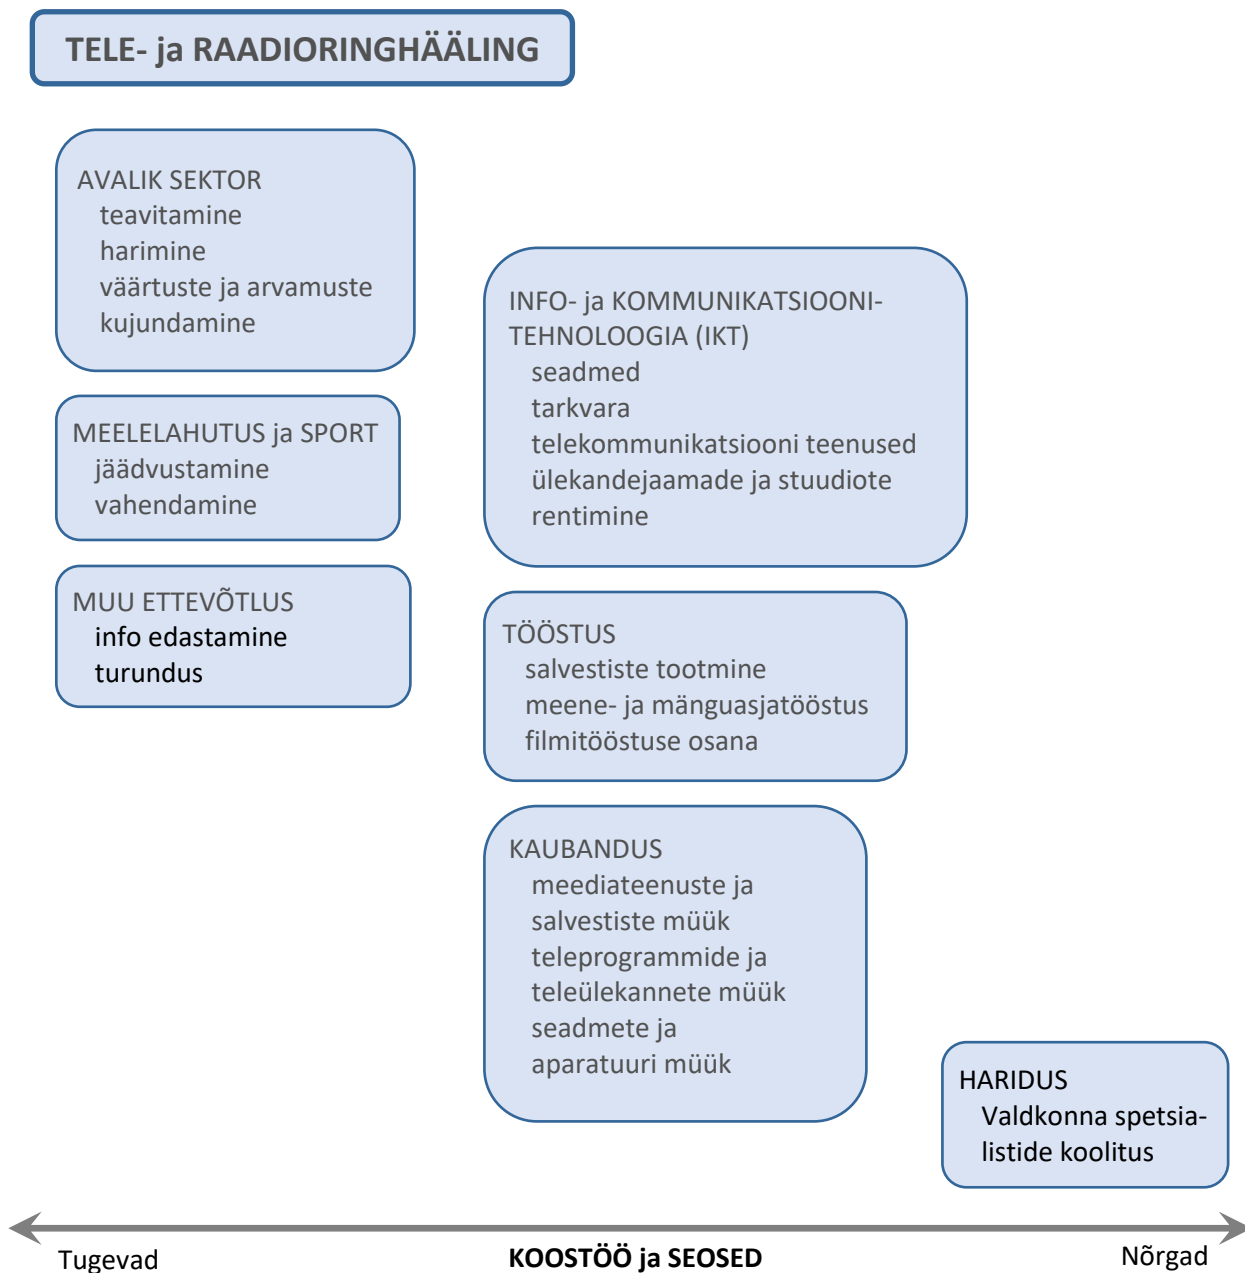 TELE- ja RAADIORINGHÄÄLING
AVALIK SEKTOR
teavitamine
harimine
väärtuste ja arvamuste
kujundamine
MEELELAHUTUS ja SPORT
jäädvustamine
vahendamine
MUU ETTEVÕTLUS
info edastamine
turundus
INFO- ja KOMMUNIKATSIOONI-
TEHNOLOOGIA (IKT)
seadmed
tarkvara
telekommunikatsiooni teenused
ülekandejaamade ja stuudiote
rentimine
TÖÖSTUS
salvestiste tootmine
meene- ja mänguasjatööstus
filmitööstuse osana
KAUBANDUS
meediateenuste ja
salvestiste müük
teleprogrammide ja
teleülekannete müük
seadmete ja
aparatuuri müük
HARIDUS
Valdkonna spetsia-
listide koolitus
Tugevad
KOOSTÖÖ ja SEOSED
Nõrgad